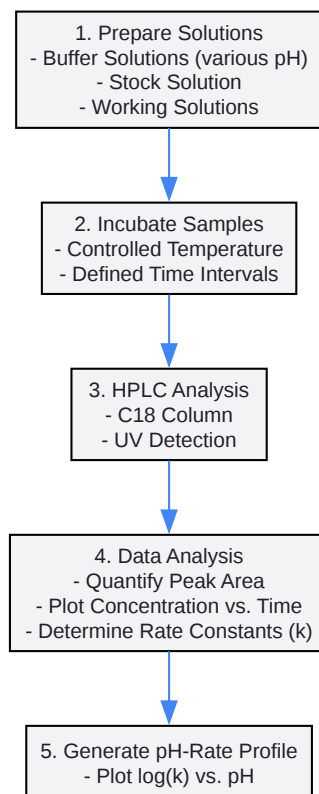 1. Prepare Solutions
- Buffer Solutions (various pH)
- Stock Solution
- Working Solutions
2. Incubate Samples
- Controlled Temperature
- Defined Time Intervals
3. HPLC Analysis
- C18 Column
- UV Detection
4. Data Analysis
- Quantify Peak Area
- Plot Concentration vs. Time
- Determine Rate Constants (k)
5. Generate pH-Rate Profile
- Plot log(k) vs. pH